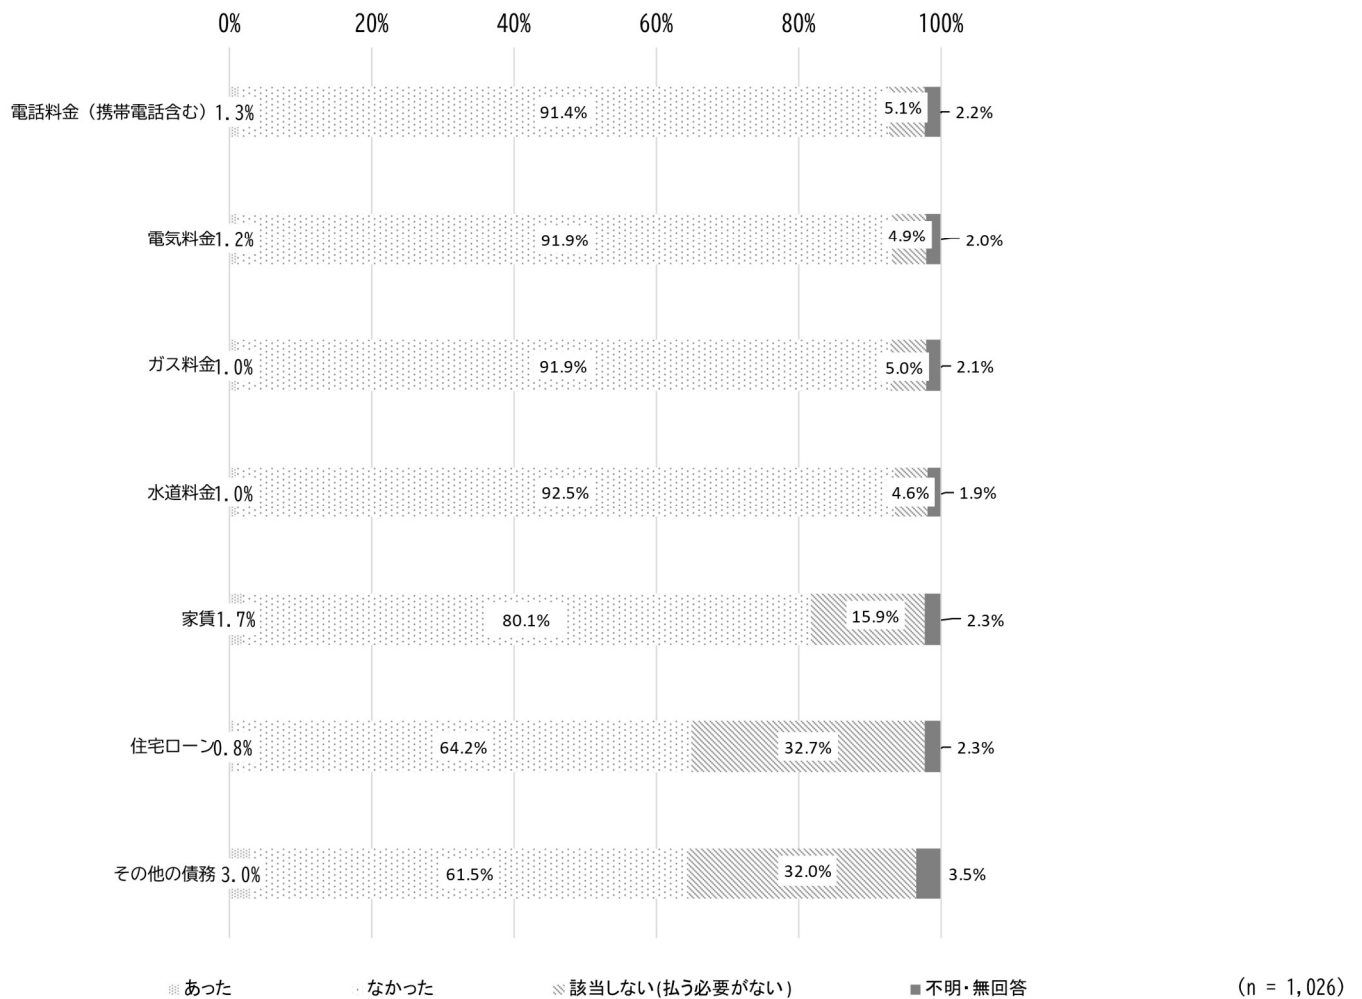 0% 20% 40% 60% 80% 100%
電話料金（携帯電話含む） 1.3% 91.4% 5.1% 2.2%
電気料金 1.2% 91.9% 4.9% 2.0%
ガス料金 1.0% 91.9% 5.0% 2.1%
水道料金 1.0% 92.5% 4.6% 1.9%
家賃 1.7% 80.1% 15.9% 2.3%
住宅ローン 0.8% 64.2% 32.7% 2.3%
その他の債務 3.0% 61.5% 32.0% 3.5%
あった なかった 該当しない(払う必要がない) 不明・無回答 (n = 1,026)